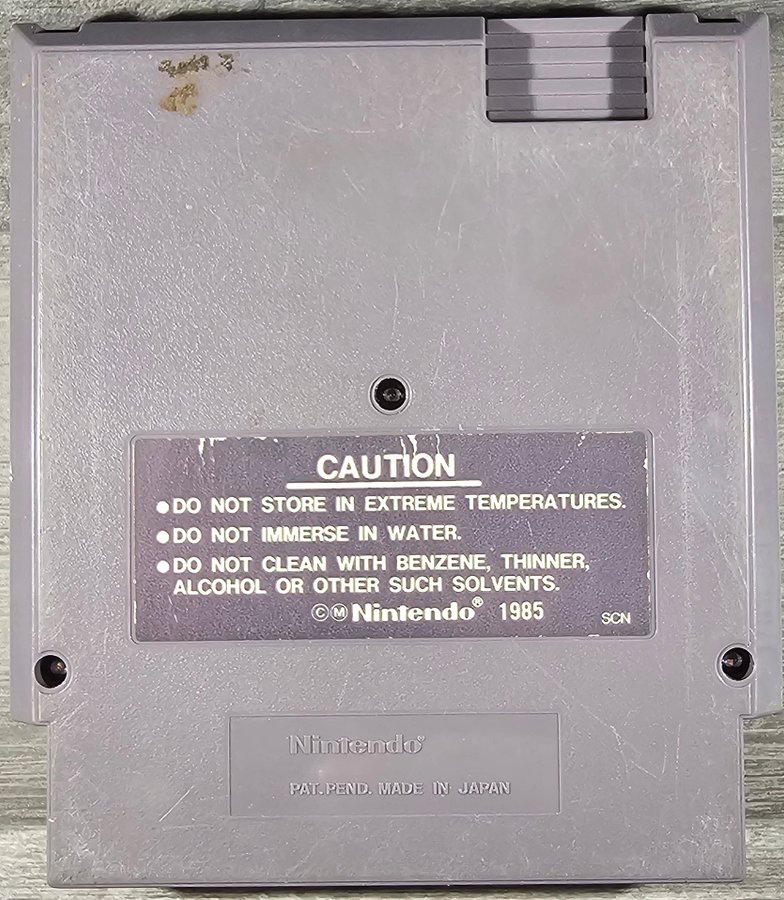 CAUTION
●DO NOT STORE IN EXTREME TEMPERATURES.
●DO NOT IMMERSE IN WATER.
●DO NOT CLEAN WITH BENZENE, THINNER,
ALCOHOL OR OTHER SUCH SOLVENTS.
©Ⓜ Nintendo® 1985 SCN
Nintendo®
PAT. PEND. MADE IN JAPAN